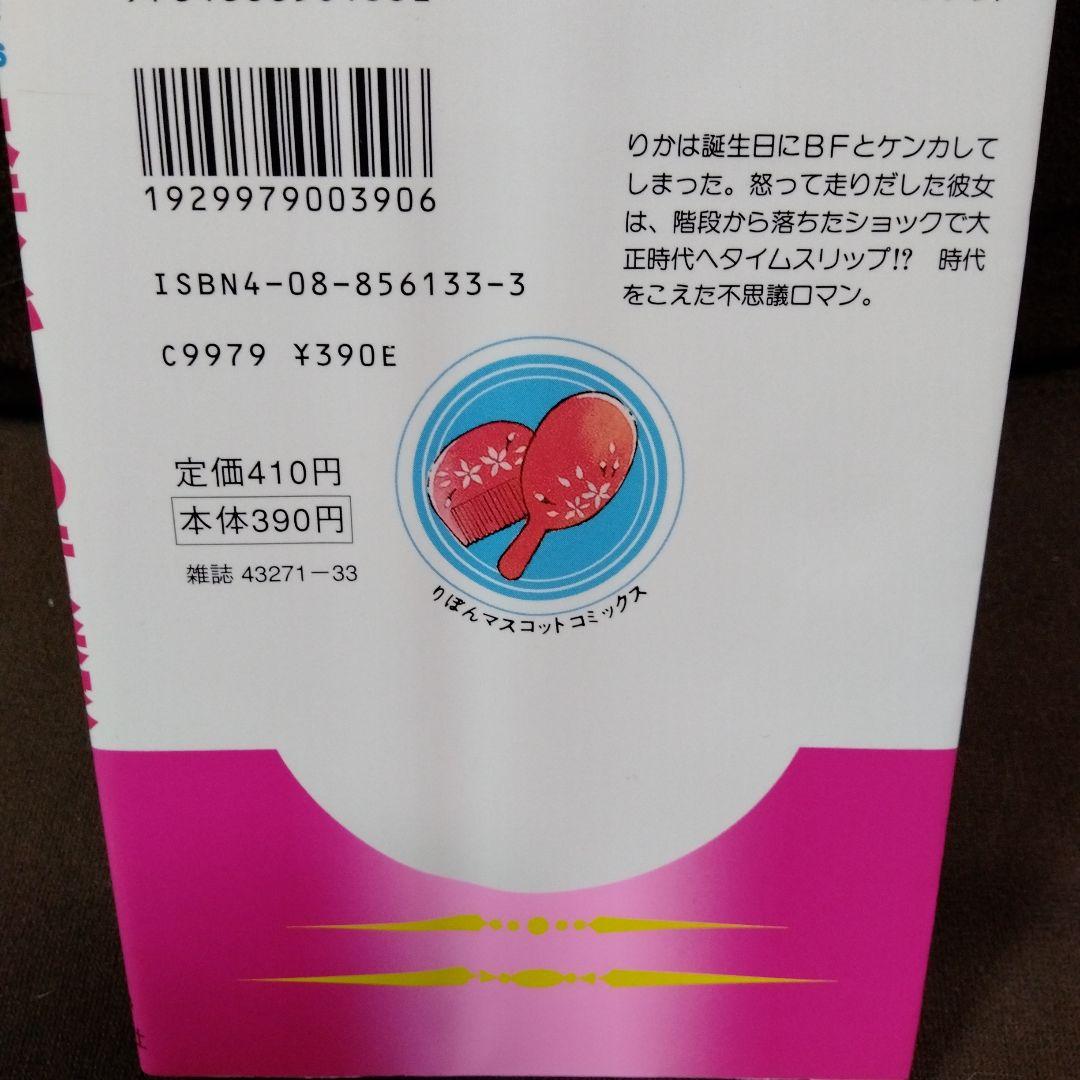 1929979003906
ISBN4-08-856133-3
C9979 ¥390E
定価410円
本体390円
雑誌 43271-33
りかは誕生日にBFとケンカして
しまった。怒って走りだした彼女
は、階段から落ちたショックで大
正時代へタイムスリップ!? 時代
をこえた不思議ロマン。
りぼんマスコットコミックス